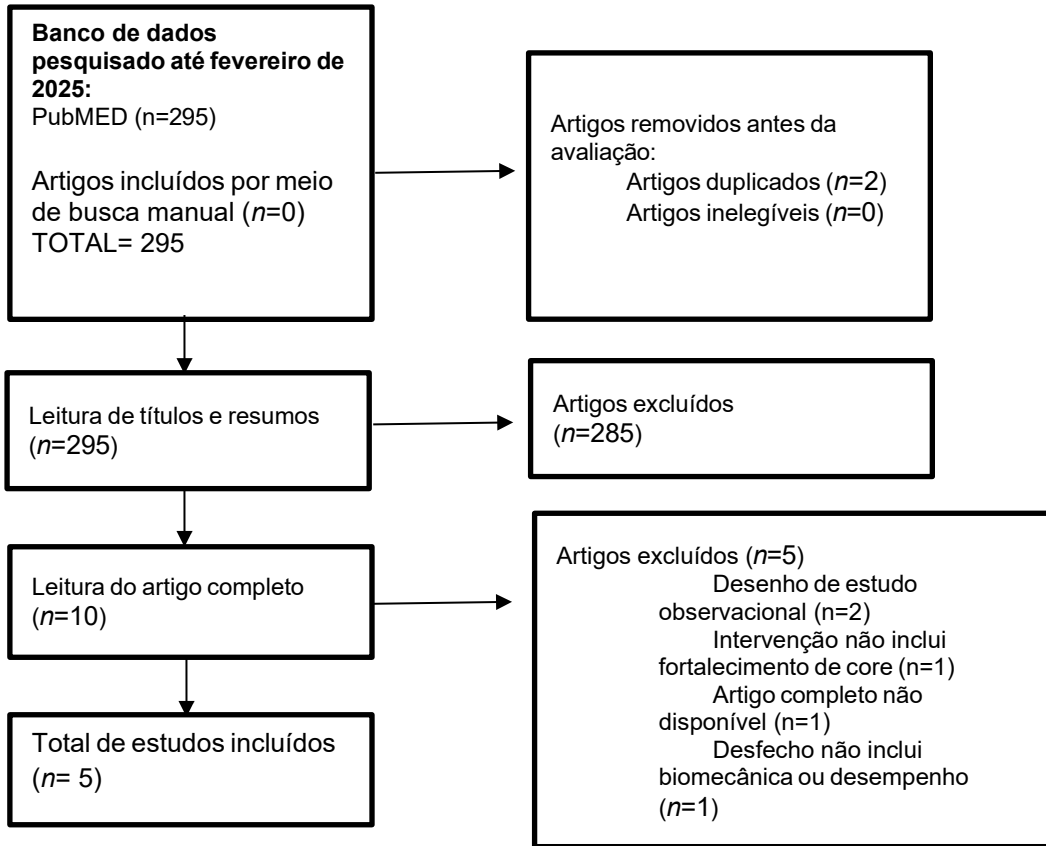 Banco de dados
pesquisado até fevereiro de
2025:
PubMED (n=295)
Artigos incluídos por meio
de busca manual (n=0)
TOTAL= 295
Artigos removidos antes da
avaliação:
Artigos duplicados (n=2)
Artigos inelegíveis (n=0)
Leitura de títulos e resumos
(n=295)
Artigos excluídos
(n=285)
Leitura do artigo completo
(n=10)
Artigos excluídos (n=5)
Desenho de estudo
observacional (n=2)
Intervenção não inclui
fortalecimento de core (n=1)
Artigo completo não
disponível (n=1)
Desfecho não inclui
biomecânica ou desempenho
(n=1)
Total de estudos incluídos
(n= 5)